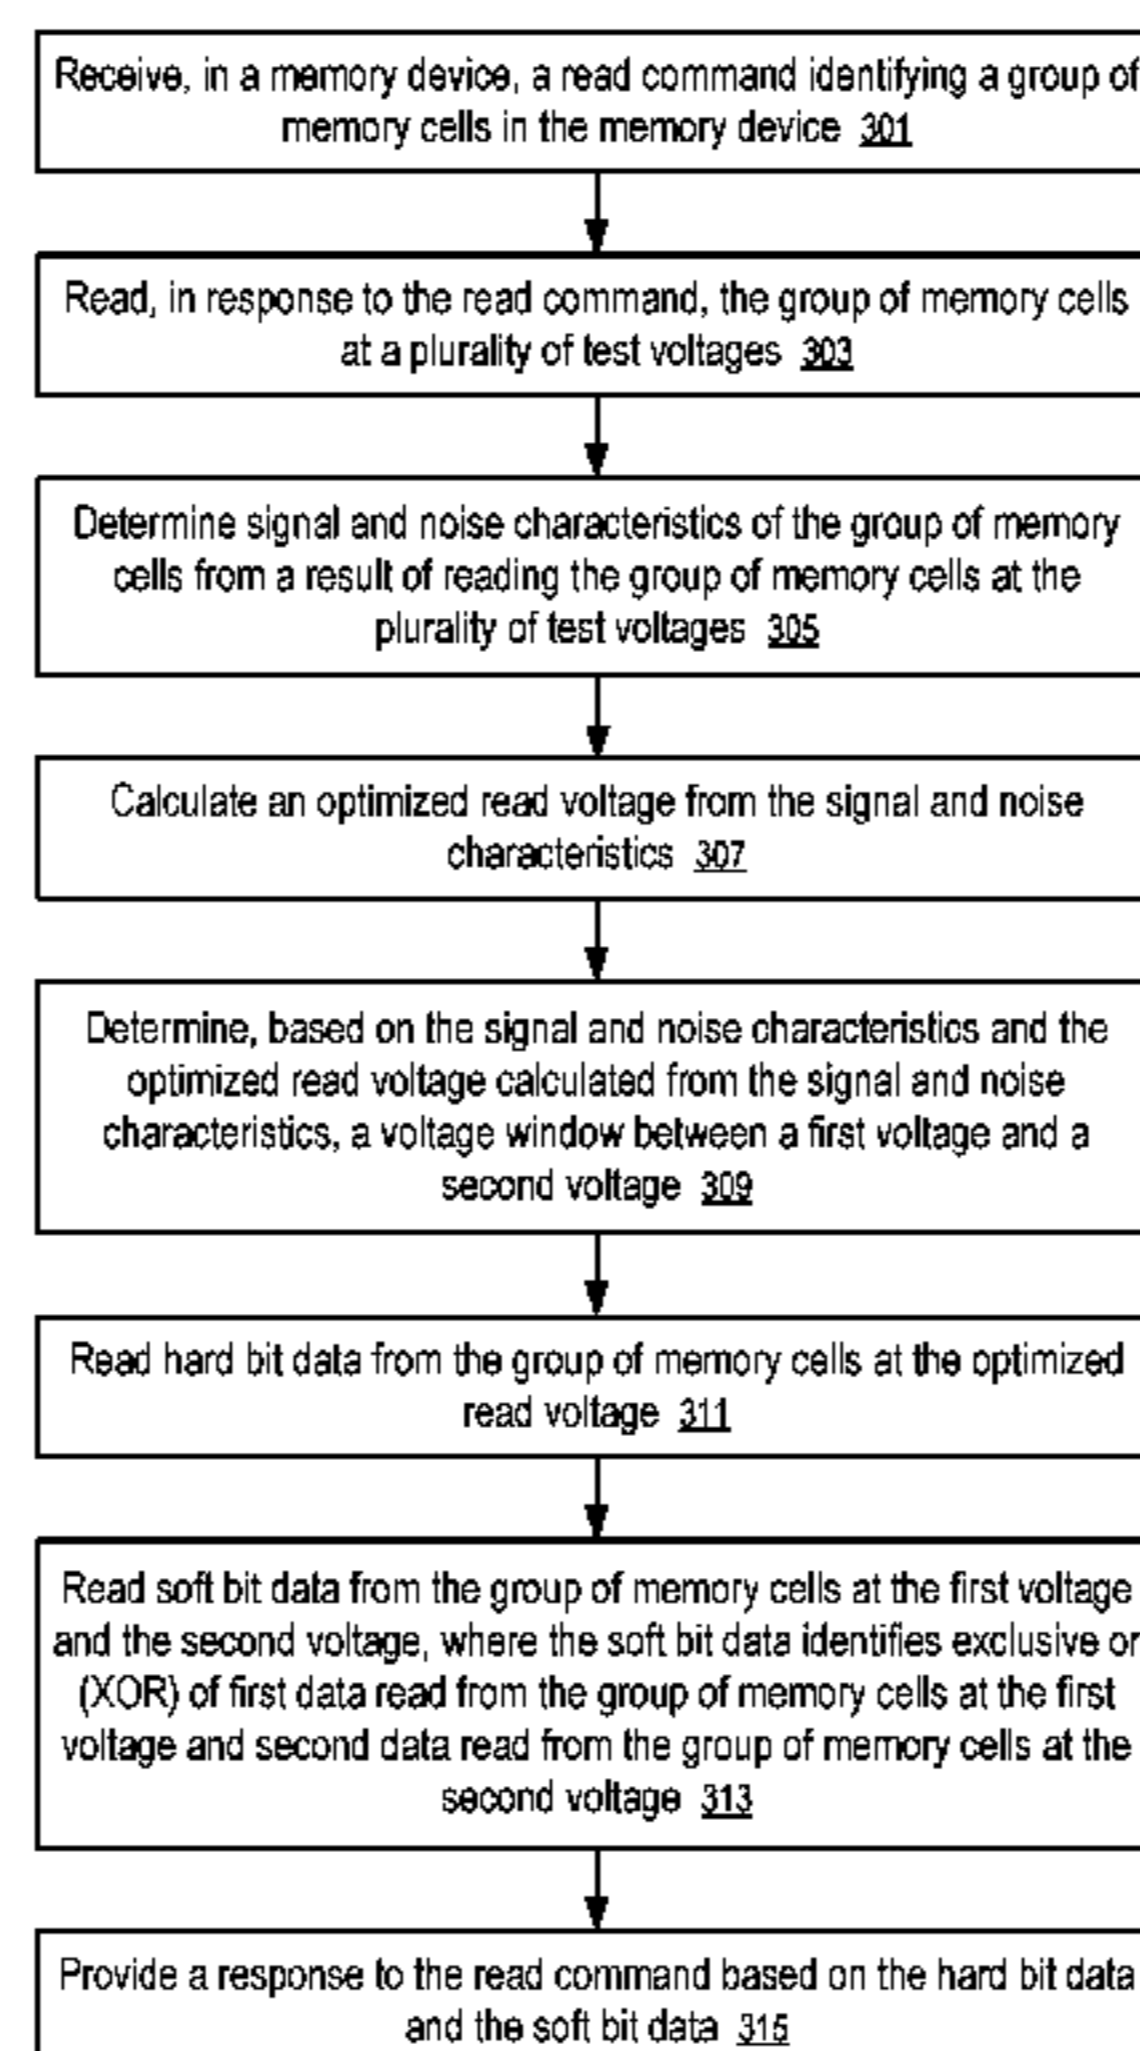 Receive, in a memory device, a read command identifying a group of
memory cells in the memory device 301
Read, in response to the read command, the group of memory cells
at a plurality of test voltages 303
Determine signal and noise characteristics of the group of memory
cells from a result of reading the group of memory cells at the
plurality of test voltages 305
Calculate an optimized read voltage from the signal and noise
characteristics 307
Determine, based on the signal and noise characteristics and the
optimized read voltage calculated from the signal and noise
characteristics, a voltage window between a first voltage and a
second voltage 309
Read hard bit data from the group of memory cells at the optimized
read voltage 311
Read soft bit data from the group of memory cells at the first voltage
and the second voltage, where the soft bit data identifies exclusive or
(XOR) of first data read from the group of memory cells at the first
voltage and second data read from the group of memory cells at the
second voltage 313
Provide a response to the read command based on the hard bit data
and the soft bit data 315